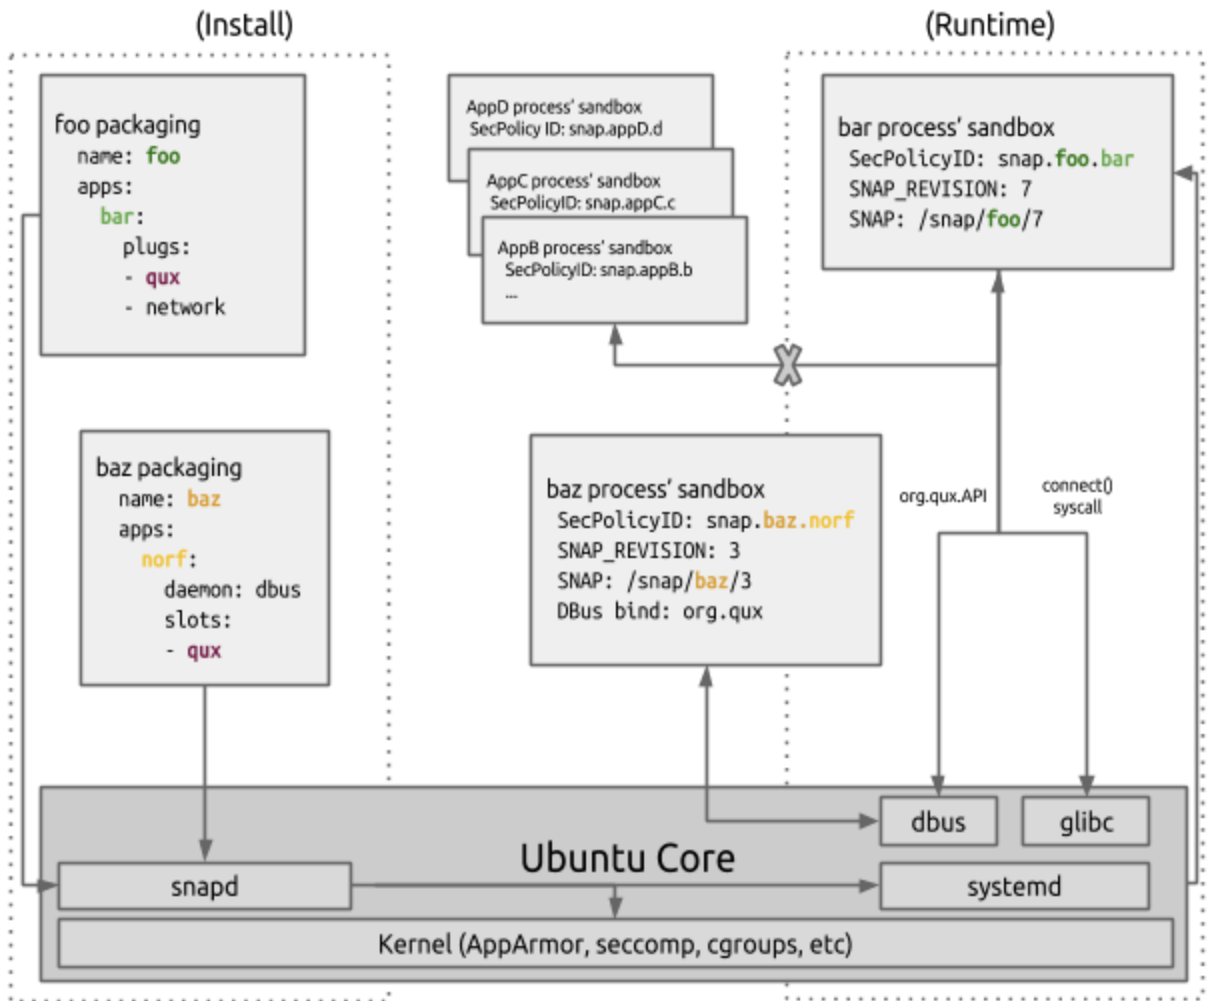 (Install)
(Runtime)
foo packaging
name: foo
apps:
bar:
plugs:
- qux
- network
AppD process' sandbox
SecPolicy ID: snap.appD.d
AppC process' sandbox
SecPolicyID: snap.appC.c
AppB process' sandbox
SecPolicyID: snap.appB.b
...
bar process' sandbox
SecPolicyID: snap.foo.bar
SNAP_REVISION: 7
SNAP: /snap/foo/7
baz packaging
name: baz
apps:
norf:
daemon: dbus
slots:
- qux
baz process' sandbox
SecPolicyID: snap.baz.norf
SNAP_REVISION: 3
SNAP: /snap/baz/3
DBus bind: org.qux
org.qux.API
connect()
syscall
dbus
glibc
Ubuntu Core
snapd
systemd
Kernel (AppArmor, seccomp, cgroups, etc)